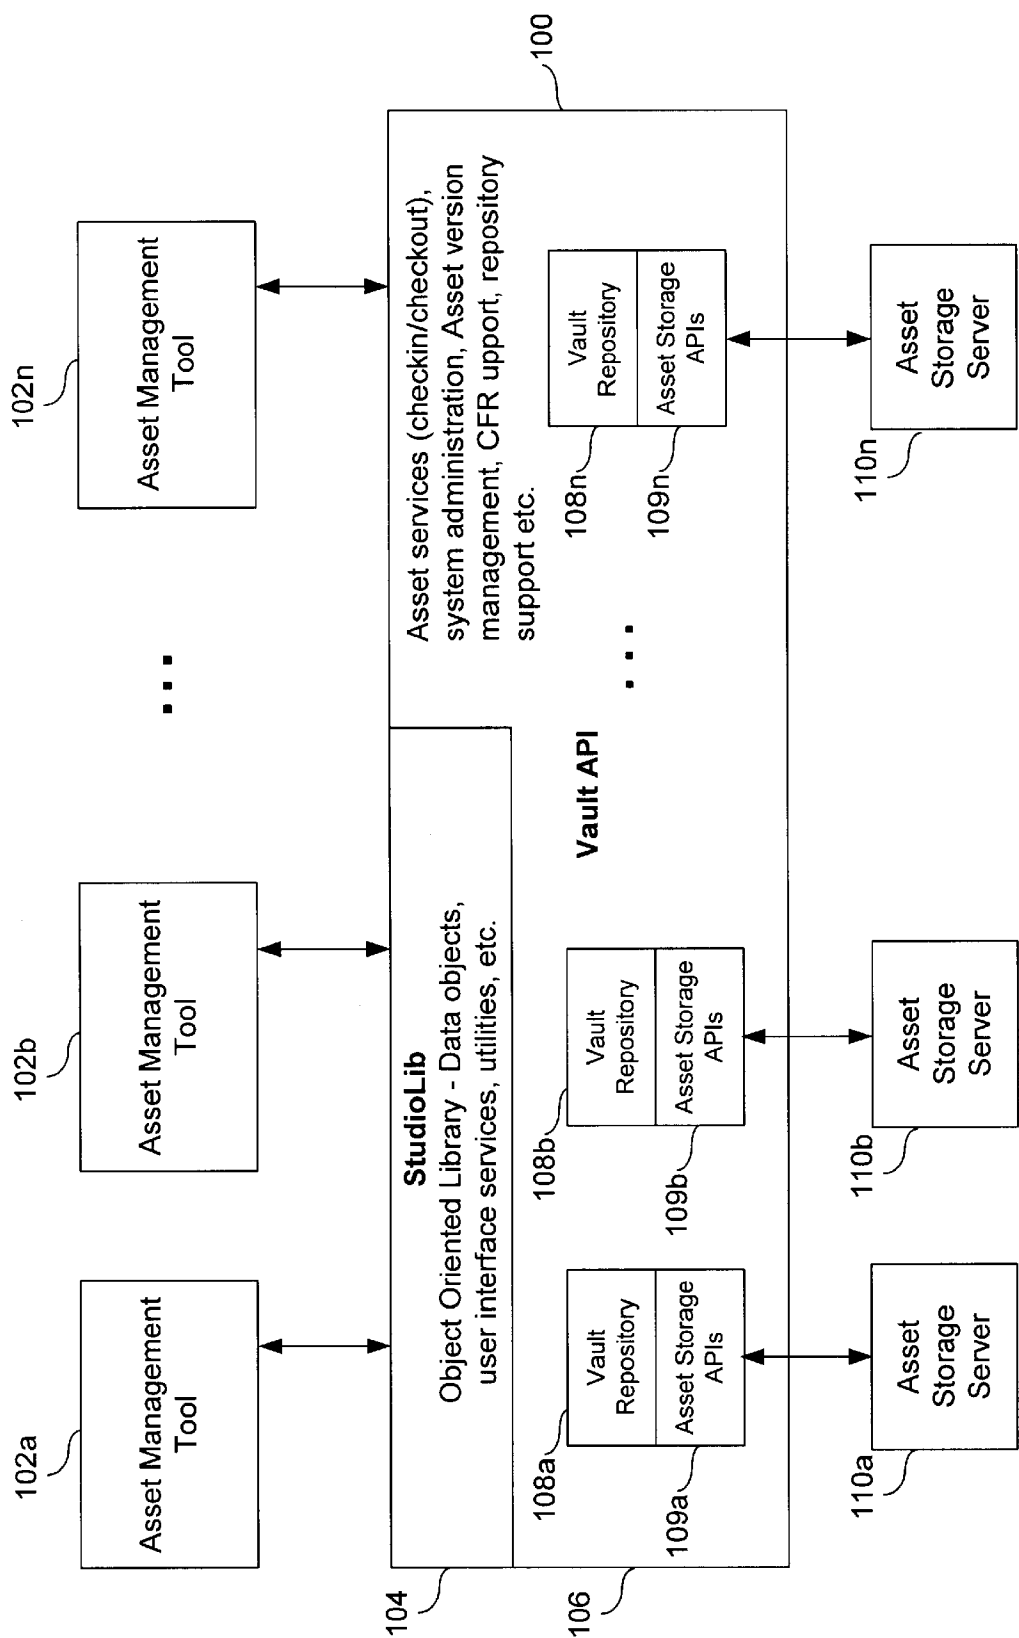 102a
102b
102n
Asset Management
Tool
Asset Management
Tool
Asset Management
Tool
100
104
StudioLib
Object Oriented Library - Data objects,
user interface services, utilities, etc.
Asset services (checkin/checkout),
system administration, Asset version
management, CFR upport, repository
support etc.
106
Vault API
108a
Vault
Repository
109a
Asset Storage
APIs
108b
Vault
Repository
109b
Asset Storage
APIs
108n
Vault
Repository
109n
Asset Storage
APIs
110a
Asset
Storage
Server
110b
Asset
Storage
Server
110n
Asset
Storage
Server